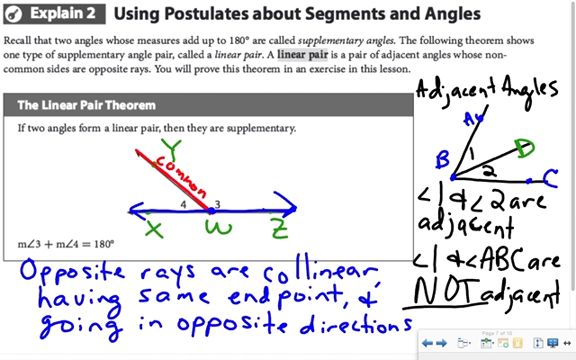 Explain 2 Using Postulates about Segments and Angles
Recall that two angles whose measures add up to 180° are called supplementary angles. The following theorem shows
one type of supplementary angle pair, called a linear pair. A linear pair is a pair of adjacent angles whose non-
common sides are opposite rays. You will prove this theorem in an exercise in this lesson.
The Linear Pair Theorem
If two angles form a linear pair, then they are supplementary.
Y
common
4 3
X W Z
m∠3 + m∠4 = 180°
Opposite rays are collinear,
having same endpoint, &
going in opposite directions
Adjacent Angles
A
D
1
B
2
C
∠1 & ∠2 are
adjacent
∠1 & ∠ABC are
NOT adjacent
Page 7 of 10